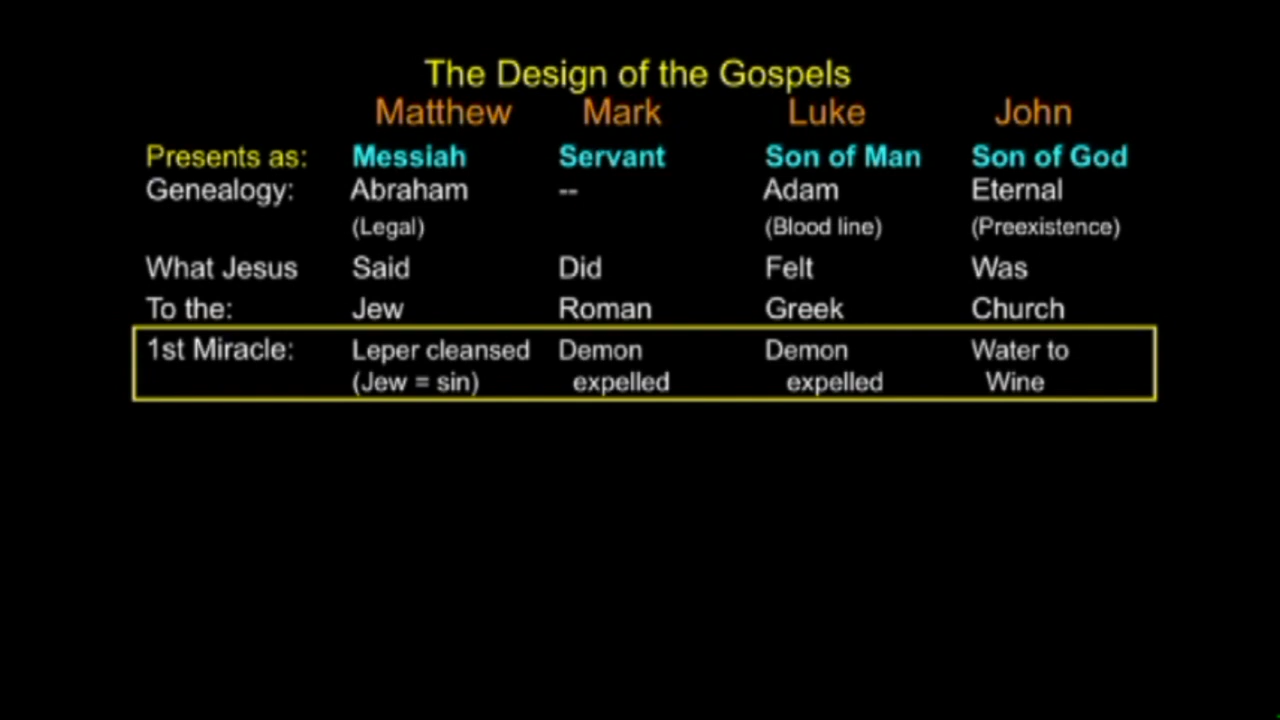 The Design of the Gospels
Matthew Mark Luke John
Presents as: Messiah Servant Son of Man Son of God
Genealogy: Abraham -- Adam Eternal
(Legal) (Blood line) (Preexistence)
What Jesus Said Did Felt Was
To the: Jew Roman Greek Church
1st Miracle: Leper cleansed Demon Demon Water to
(Jew = sin) expelled expelled Wine